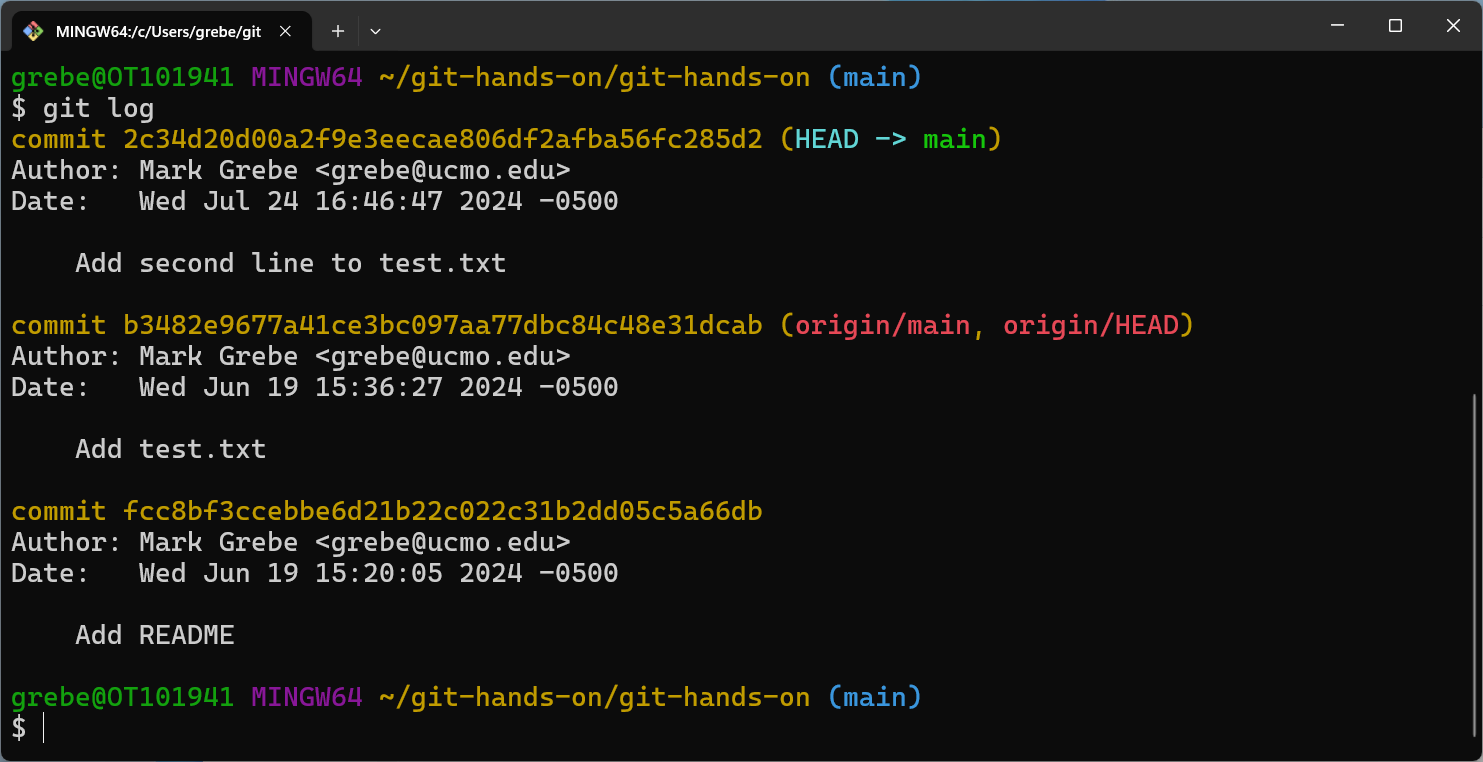 MINGW64:/c/Users/grebe/git
grebe@OT101941 MINGW64 ~/git-hands-on/git-hands-on (main)
$ git log
commit 2c34d20d00a2f9e3eecae806df2afba56fc285d2 (HEAD -> main)
Author: Mark Grebe <grebe@ucmo.edu>
Date:   Wed Jul 24 16:46:47 2024 -0500
    Add second line to test.txt
commit b3482e9677a41ce3bc097aa77dbc84c48e31dcab (origin/main, origin/HEAD)
Author: Mark Grebe <grebe@ucmo.edu>
Date:   Wed Jun 19 15:36:27 2024 -0500
    Add test.txt
commit fcc8bf3ccebbe6d21b22c022c31b2dd05c5a66db
Author: Mark Grebe <grebe@ucmo.edu>
Date:   Wed Jun 19 15:20:05 2024 -0500
    Add README
grebe@OT101941 MINGW64 ~/git-hands-on/git-hands-on (main)
$